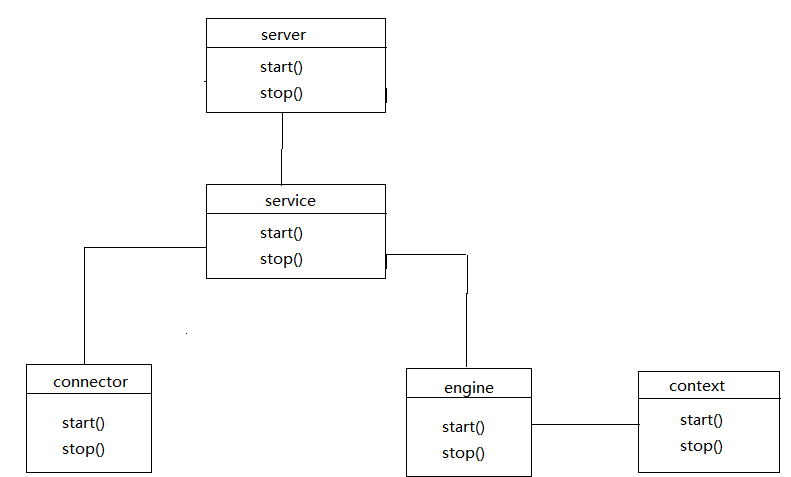 server
start()
stop()
service
start()
stop()
connector
start()
stop()
engine
start()
stop()
context
start()
stop()